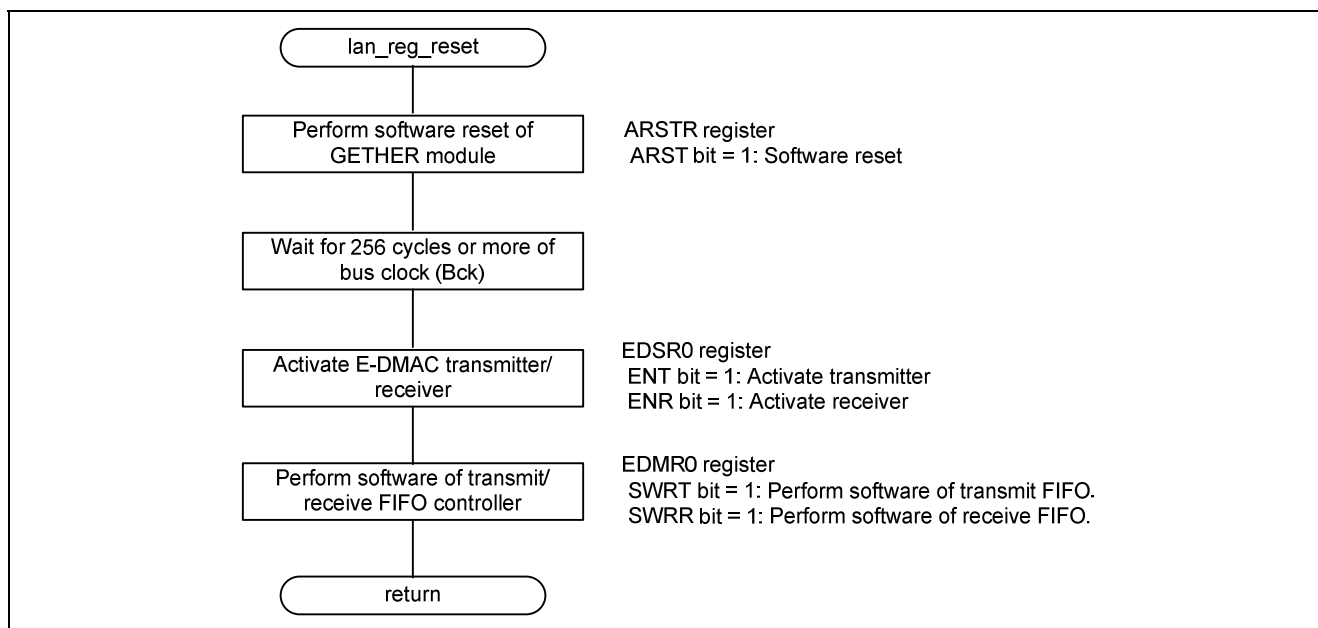 lan_reg_reset
Perform software reset of
GETHER module
ARSTR register
ARST bit = 1: Software reset
Wait for 256 cycles or more of
bus clock (Bck)
Activate E-DMAC transmitter/
receiver
EDSR0 register
ENT bit = 1: Activate transmitter
ENR bit = 1: Activate receiver
Perform software of transmit/
receive FIFO controller
EDMR0 register
SWRT bit = 1: Perform software of transmit FIFO.
SWRR bit = 1: Perform software of receive FIFO.
return